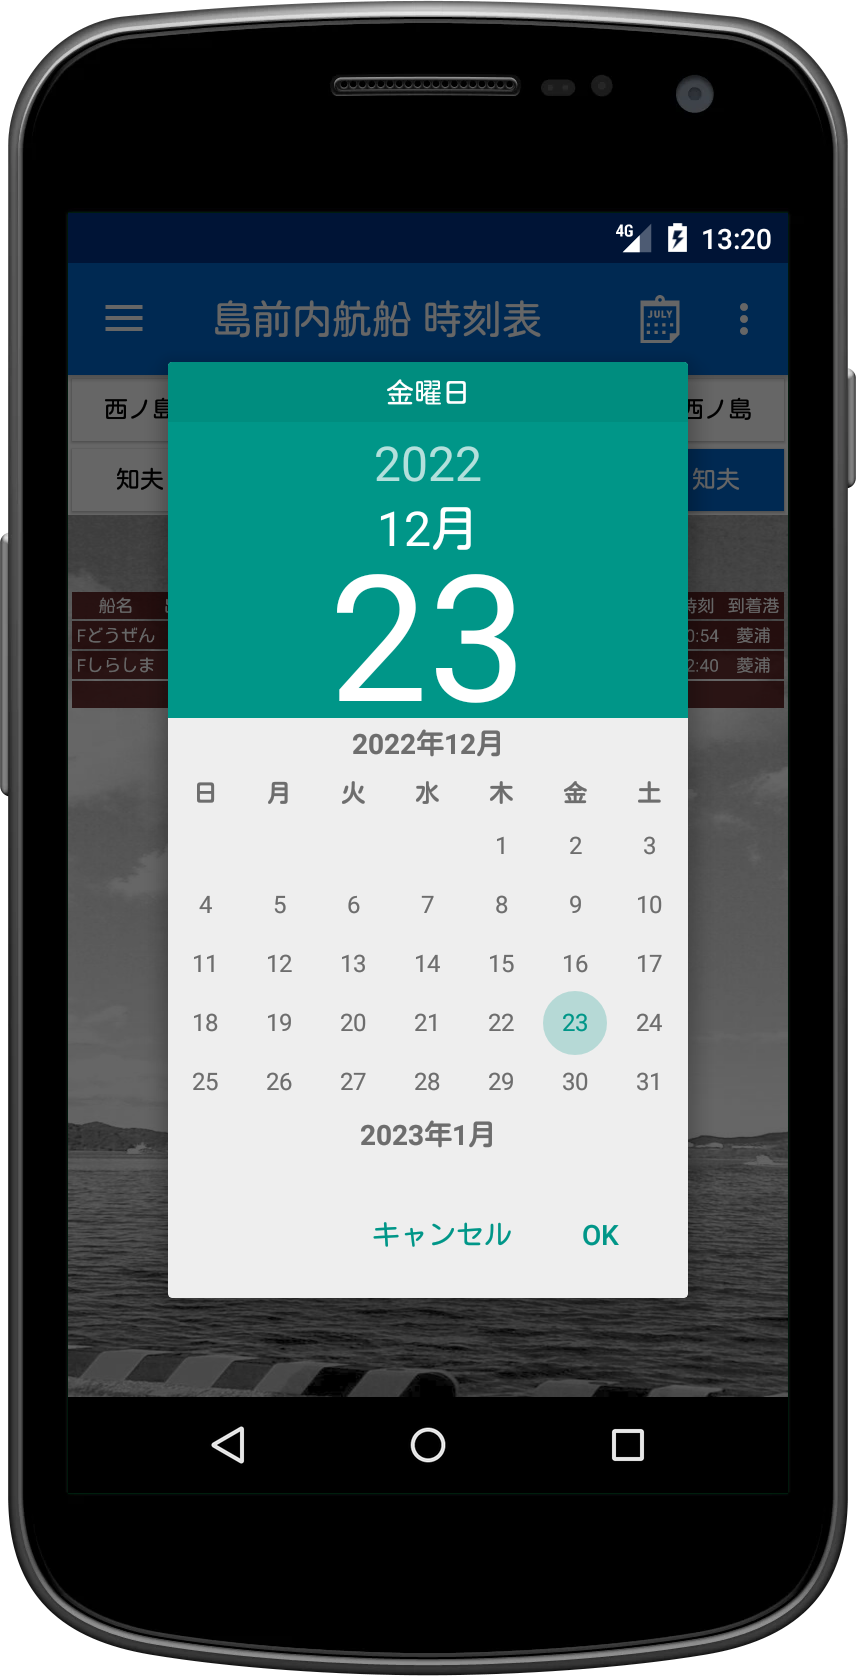 4G 13:20
島前内航船 時刻表
JULY
西ノ島 西ノ島
知夫 知夫
金曜日
2022
12月
23
船名 時刻 到着港
Fどうぜん 0:54 菱浦
Fしらしま 2:40 菱浦
2022年12月
日 月 火 水 木 金 土
1 2 3
4 5 6 7 8 9 10
11 12 13 14 15 16 17
18 19 20 21 22 23 24
25 26 27 28 29 30 31
2023年1月
キャンセル OK